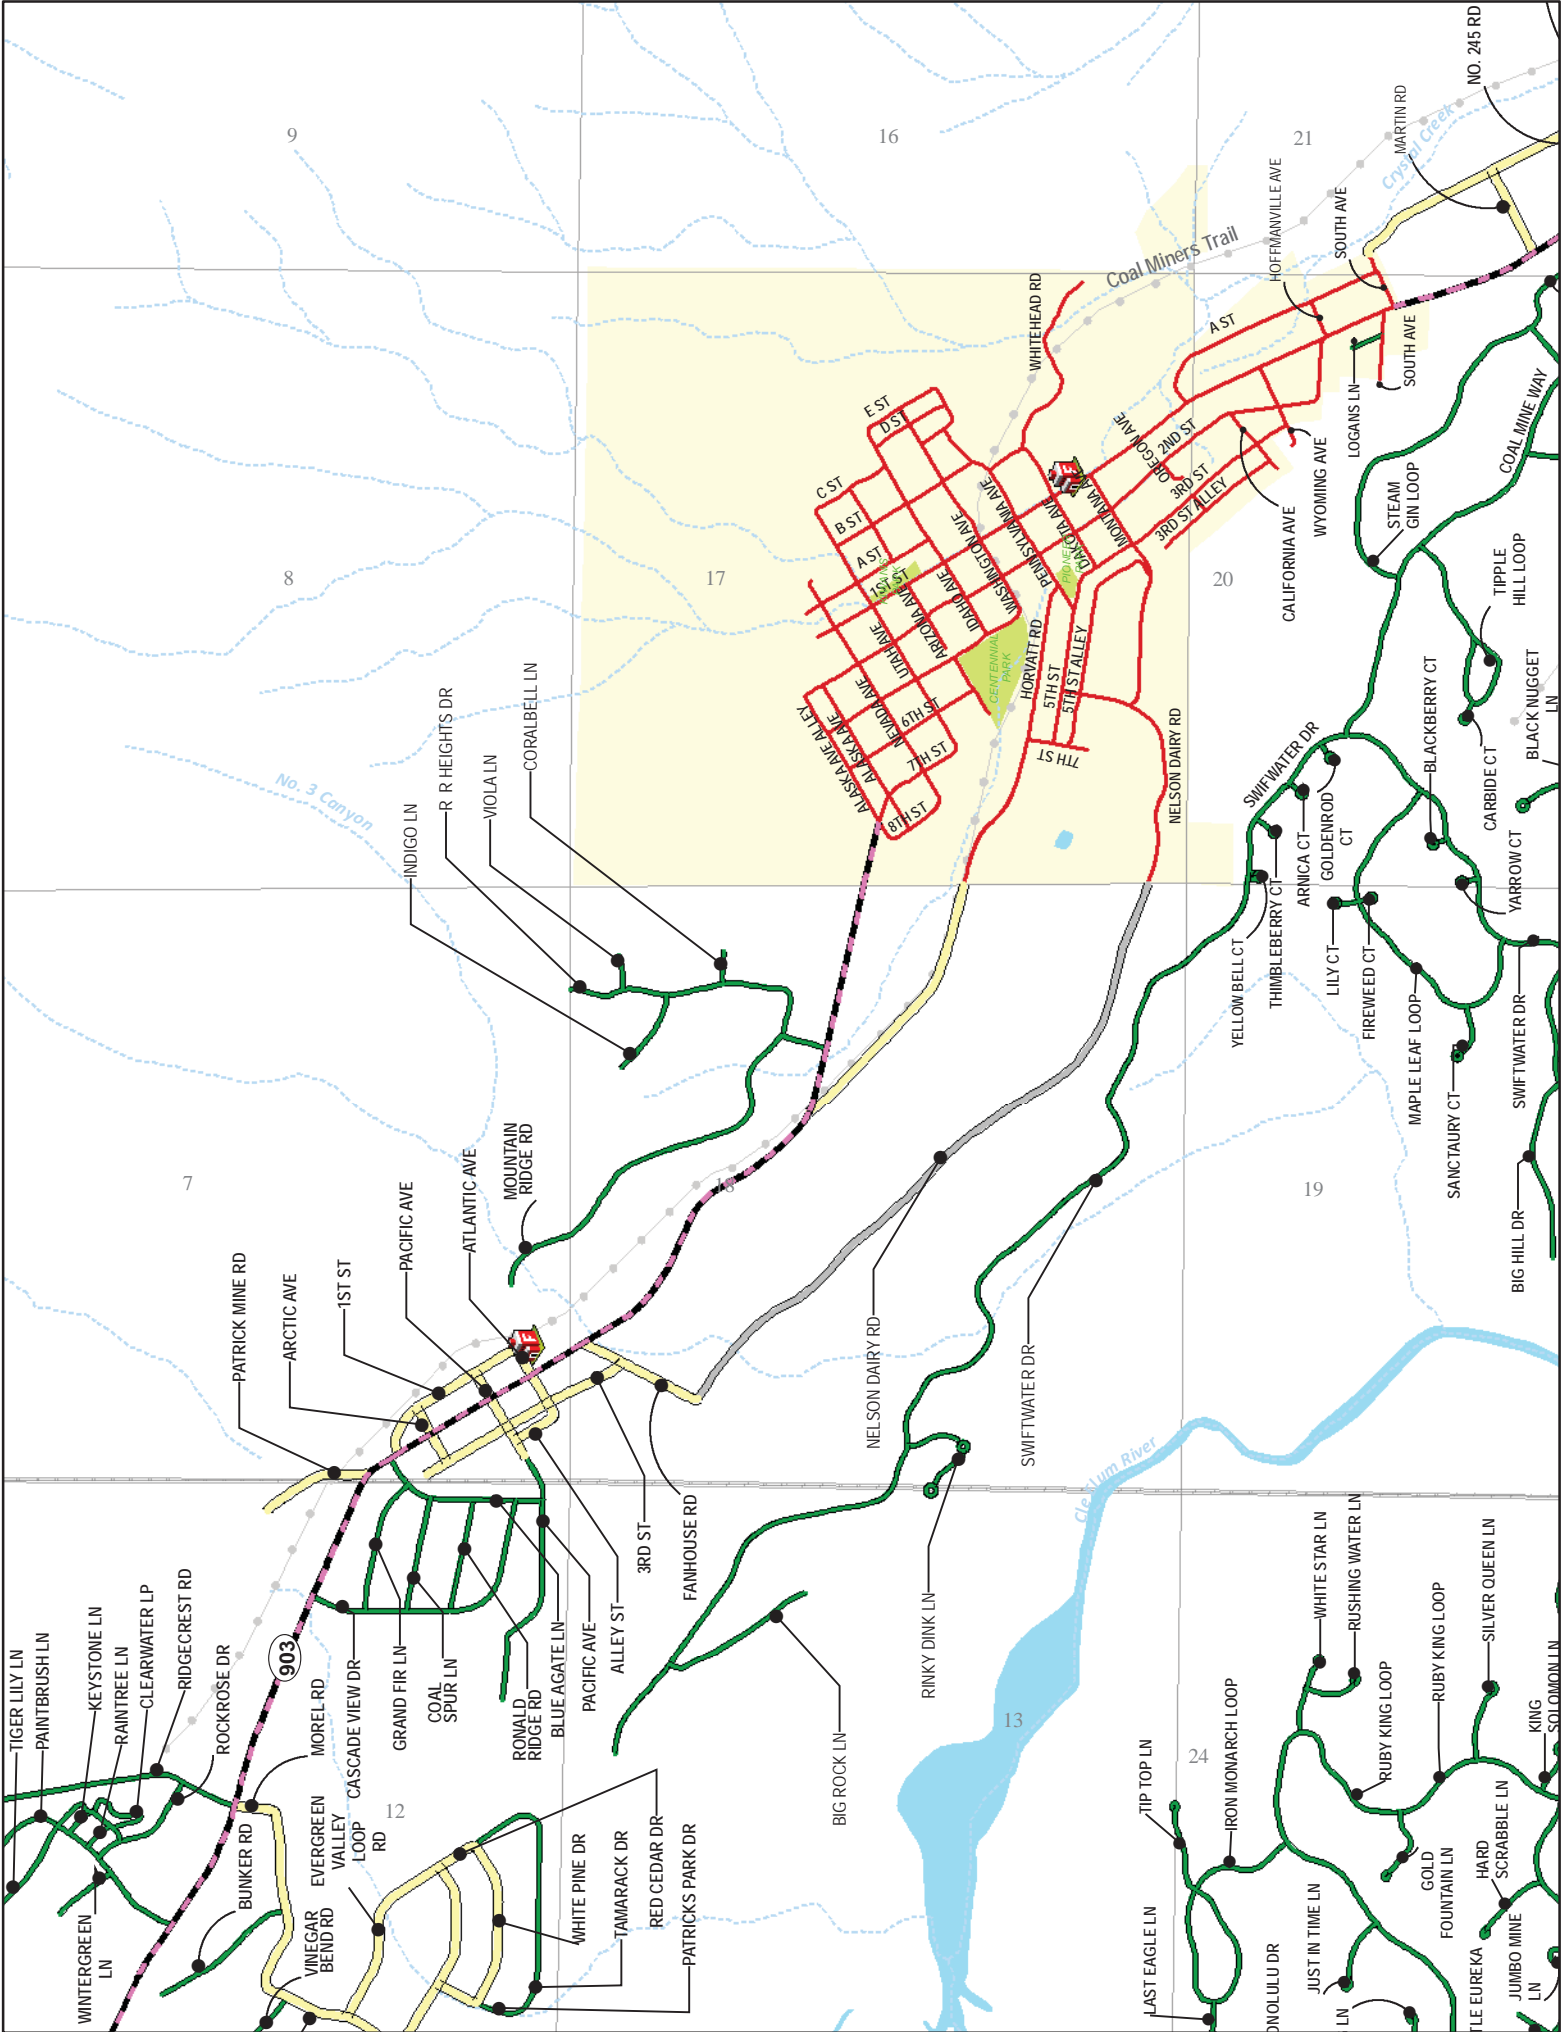 NO. 245 RD
MARTIN RD
9
16
21
Crystal Creek
HOFFMANVILLE AVE
SOUTH AVE
Coal Miners Trail
WHITEHEAD RD
A ST
SOUTH AVE
LOGANS LN
E ST
D ST
C ST
B ST
A ST
1ST ST
OREGON AVE
2ND ST
3RD ST
3RD ST ALLEY
WYOMING AVE
CALIFORNIA AVE
COAL MINE WAY
STEAM
GIN LOOP
MONTANA AVE
DAKOTA AVE
PENNSYLVANIA AVE
WASHINGTON AVE
IDAHO AVE
ARIZONA AVE
UTAH AVE
NEVADA AVE
ALASKA AVE
ALASKA AVE ALLEY
CENTENNIAL
PARK
8
17
20
TIPPLE
HILL LOOP
HORVATT RD
5TH ST
5TH ST ALLEY
6TH ST
7TH ST
7TH ST
8TH ST
NELSON DAIRY RD
No. 3 Canyon
INDIGO LN
R R HEIGHTS DR
VIOLA LN
CORALBELL LN
SWIFWATER DR
BLACKBERRY CT
BLACK NUGGET
LN
CARBIDE CT
ARNICA CT
GOLDENROD
CT
THIMBLEBERRY CT
YELLOW BELL CT
YARROW CT
LILY CT
FIREWEED CT
MAPLE LEAF LOOP
SANCTAURY CT
SWIFTWATER DR
BIG HILL DR
7
18
19
MOUNTAIN
RIDGE RD
ATLANTIC AVE
PACIFIC AVE
1ST ST
ARCTIC AVE
PATRICK MINE RD
NELSON DAIRY RD
SWIFTWATER DR
Cle Elum River
3RD ST
FANHOUSE RD
ALLEY ST
PACIFIC AVE
BLUE AGATE LN
RONALD
RIDGE RD
COAL
SPUR LN
GRAND FIR LN
CASCADE VIEW DR
MOREL RD
903
RINKY DINK LN
BIG ROCK LN
TIGER LILY LN
PAINTBRUSH LN
KEYSTONE LN
RAINTREE LN
CLEARWATER LP
RIDGECREST RD
ROCKROSE DR
WINTERGREEN
LN
BUNKER RD
VINEGAR
BEND RD
EVERGREEN
VALLEY
LOOP
RD
12
13
24
WHITE PINE DR
TAMARACK DR
RED CEDAR DR
PATRICKS PARK DR
WHITE STAR LN
RUSHING WATER LN
RUBY KING LOOP
RUBY KING LOOP
SILVER QUEEN LN
KING
SOLOMON LN
TIP TOP LN
IRON MONARCH LOOP
GOLD
FOUNTAIN LN
HARD
SCRABBLE LN
LAST EAGLE LN
JUST IN TIME LN
JUMBO MINE
LN
ONOLULU DR
LN
TLE EUREKA